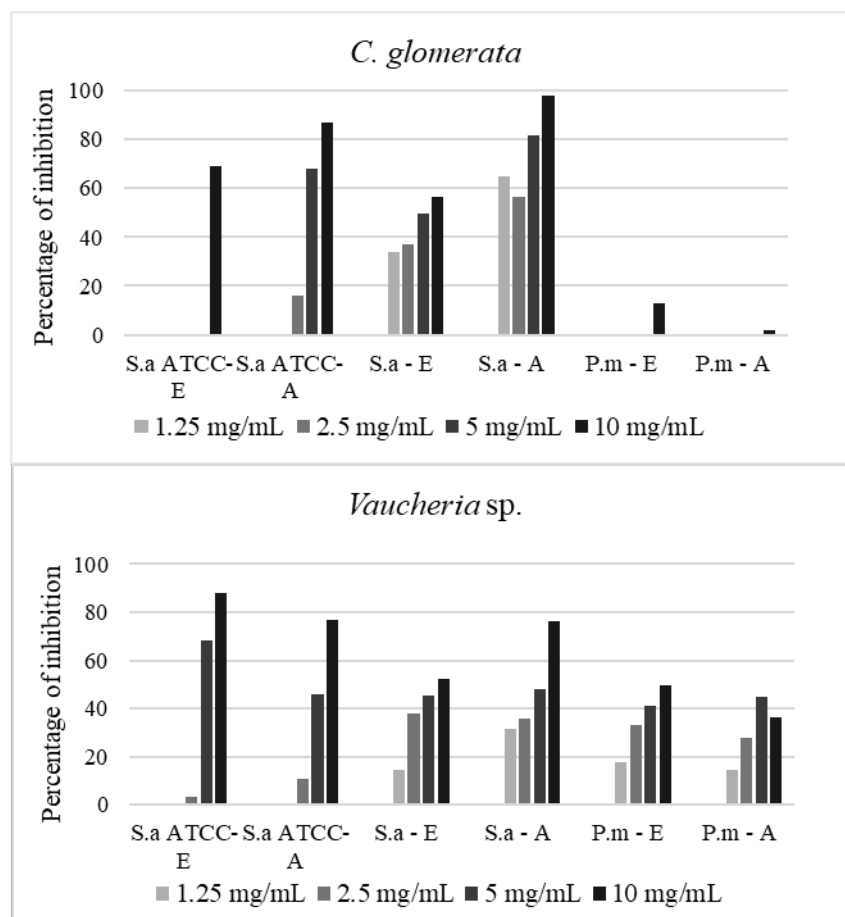 C. glomerata
Percentage of inhibition
100
80
60
40
20
0
S.a ATCC-E
S.a ATCC-A
S.a - E
S.a - A
P.m - E
P.m - A
1.25 mg/mL 2.5 mg/mL 5 mg/mL 10 mg/mL
Vaucheria sp.
Percentage of inhibition
100
80
60
40
20
0
S.a ATCC-E
S.a ATCC-A
S.a - E
S.a - A
P.m - E
P.m - A
1.25 mg/mL 2.5 mg/mL 5 mg/mL 10 mg/mL